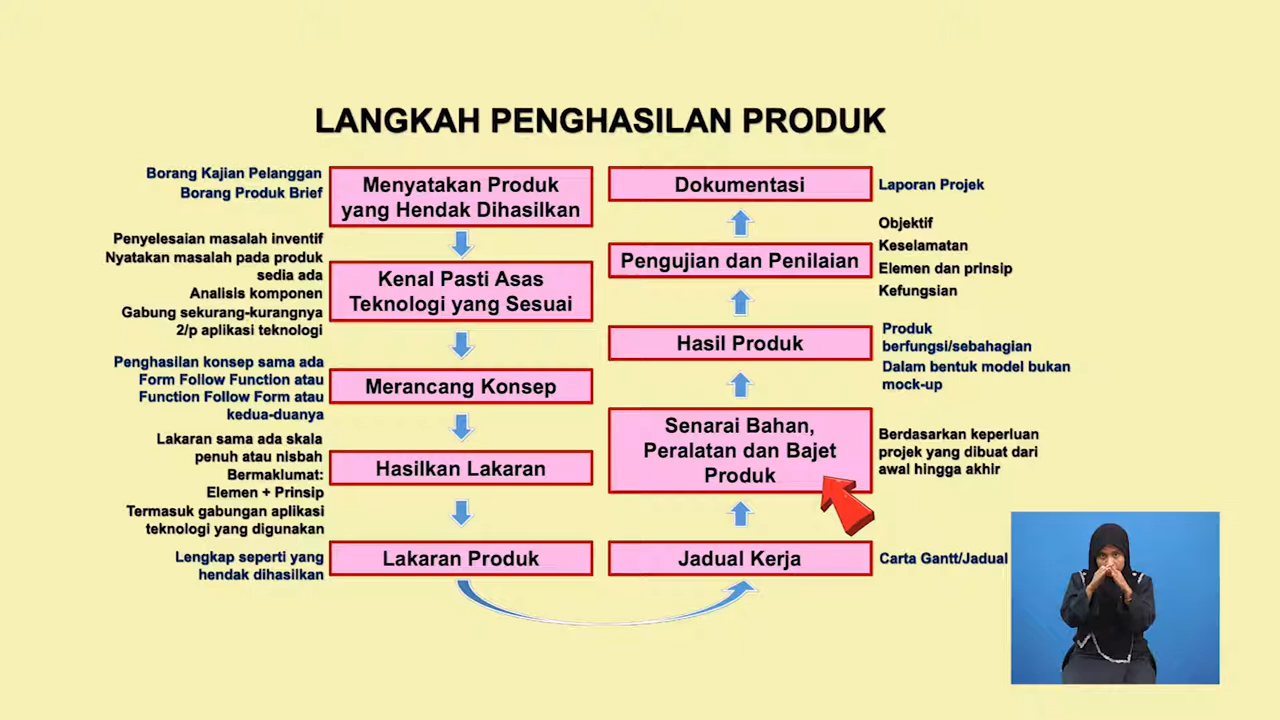 LANGKAH PENGHASILAN PRODUK
Borang Kajian Pelanggan
Borang Produk Brief
Menyatakan Produk
yang Hendak Dihasilkan
Penyelesaian masalah inventif
Nyatakan masalah pada produk
sedia ada
Analisis komponen
Gabung sekurang-kurangnya
2/p aplikasi teknologi
Kenal Pasti Asas
Teknologi yang Sesuai
Penghasilan konsep sama ada
Form Follow Function atau
Function Follow Form atau
kedua-duanya
Merancang Konsep
Lakaran sama ada skala
penuh atau nisbah
Bermaklumat:
Elemen + Prinsip
Termasuk gabungan aplikasi
teknologi yang digunakan
Hasilkan Lakaran
Lengkap seperti yang
hendak dihasilkan
Lakaran Produk
Jadual Kerja
Carta Gantt/Jadual
Senarai Bahan,
Peralatan dan Bajet
Produk
Berdasarkan keperluan
projek yang dibuat dari
awal hingga akhir
Hasil Produk
Produk
berfungsi/sebahagian
Dalam bentuk model bukan
mock-up
Pengujian dan Penilaian
Objektif
Keselamatan
Elemen dan prinsip
Kefungsian
Dokumentasi
Laporan Projek